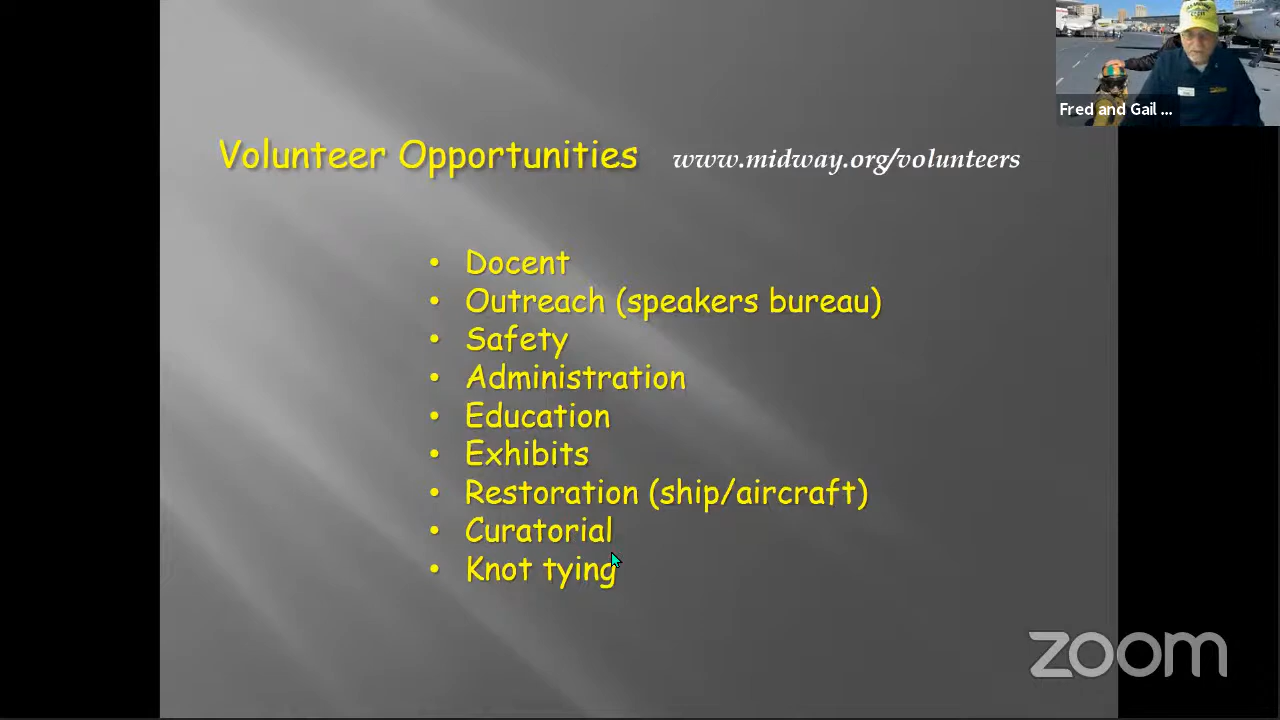 Fred and Gail ...
Volunteer Opportunities www.midway.org/volunteers
• Docent
• Outreach (speakers bureau)
• Safety
• Administration
• Education
• Exhibits
• Restoration (ship/aircraft)
• Curatorial
• Knot tying
zoom